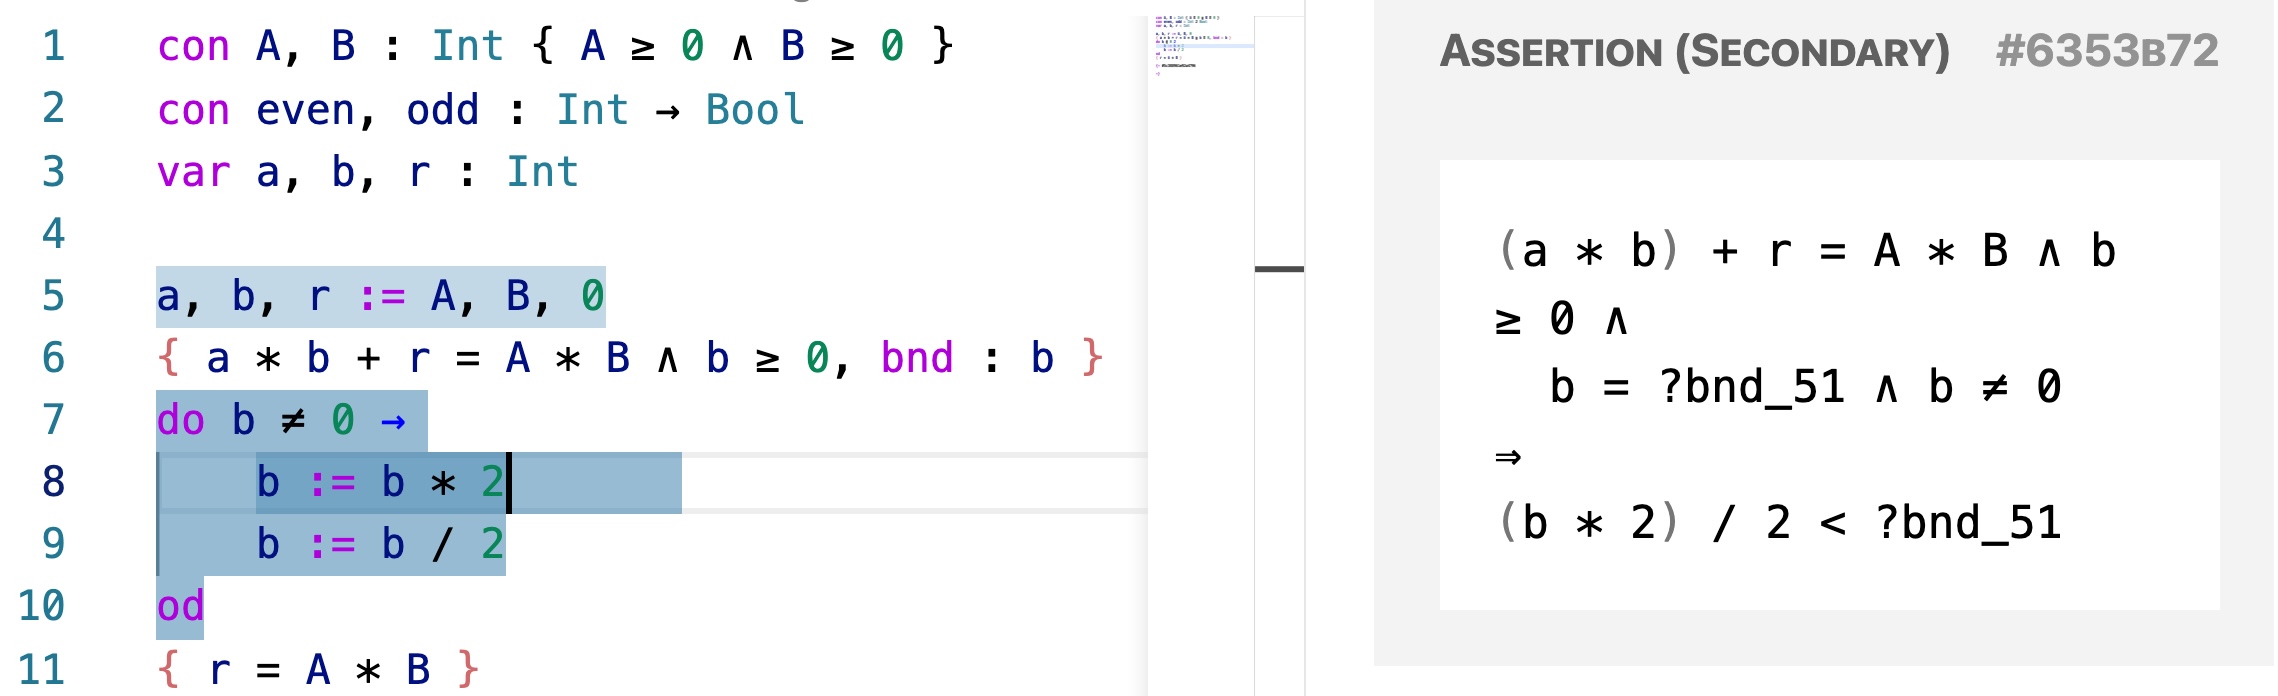 1 con A, B : Int { A ≥ 0 ∧ B ≥ 0 }
2 con even, odd : Int → Bool
3 var a, b, r : Int
4
5 a, b, r := A, B, 0
6 { a * b + r = A * B ∧ b ≥ 0, bnd : b }
7 do b ≠ 0 →
8 b := b * 2
9 b := b / 2
10 od
11 { r = A * B }
ASSERTION (SECONDARY) #6353B72
(a * b) + r = A * B ∧ b
≥ 0 ∧
b = ?bnd_51 ∧ b ≠ 0
⇒
(b * 2) / 2 < ?bnd_51